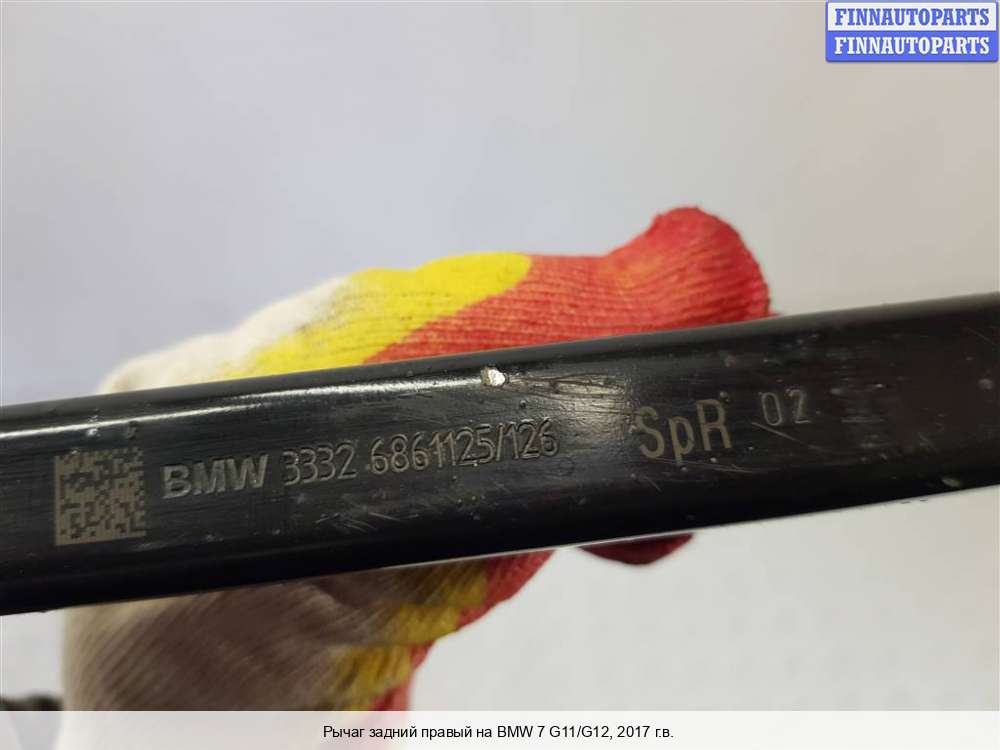 FINNAUTOPARTS
FINNAUTOPARTS
BMW 3332 6861125/126 SpR 02
Рычаг задний правый на BMW 7 G11/G12, 2017 г.в.